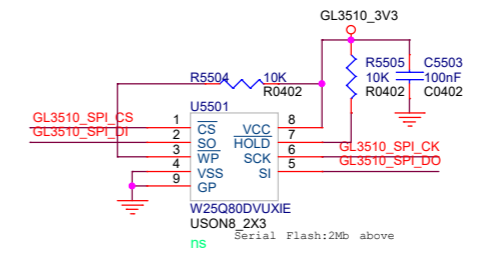 GL3510_3V3
R5504 10K
R0402
R5505
10K
R0402
C5503
100nF
C0402
U5501
GL3510_SPI_CS
GL3510_SPI_DI
1 CS
2 SO
3 WP
4 VSS
9 GP
VCC 8
HOLD 7
SCK 6
SI 5
GL3510_SPI_CK
GL3510_SPI_DO
W25Q80DVUXIE
USON8_2X3
Serial Flash:2Mb above
ns